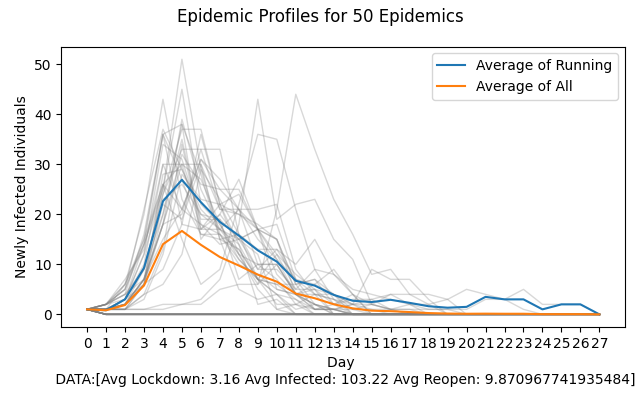 Epidemic Profiles for 50 Epidemics
Average of Running
Average of All
Newly Infected Individuals
50
40
30
20
10
0
0 1 2 3 4 5 6 7 8 9 10 11 12 13 14 15 16 17 18 19 20 21 22 23 24 25 26 27
Day
DATA:[Avg Lockdown: 3.16 Avg Infected: 103.22 Avg Reopen: 9.870967741935484]